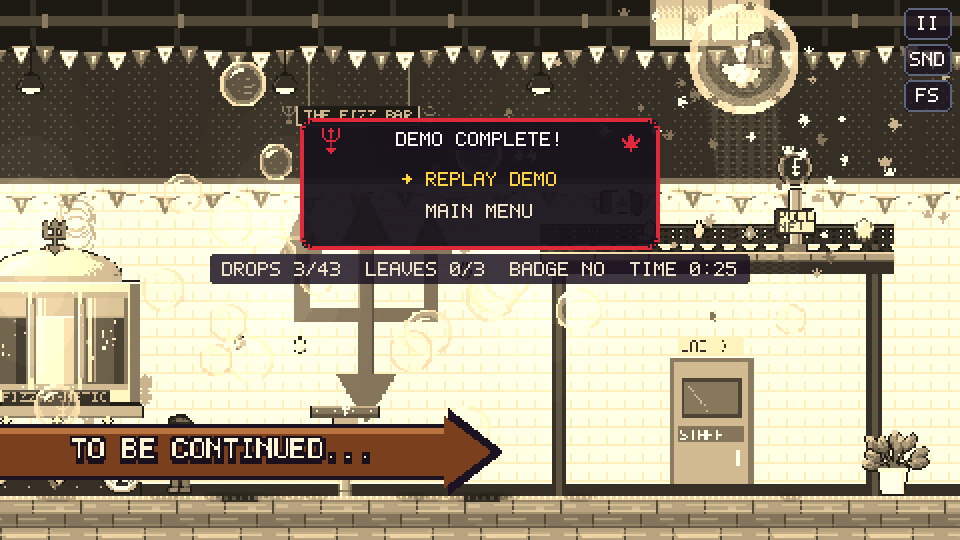 II
SND
FS
THE FIZZ BAR
DEMO COMPLETE!
REPLAY DEMO
MAIN MENU
DROPS 3/43 LEAVES 0/3 BADGE NO TIME 0:25
STAFF
TO BE CONTINUED...